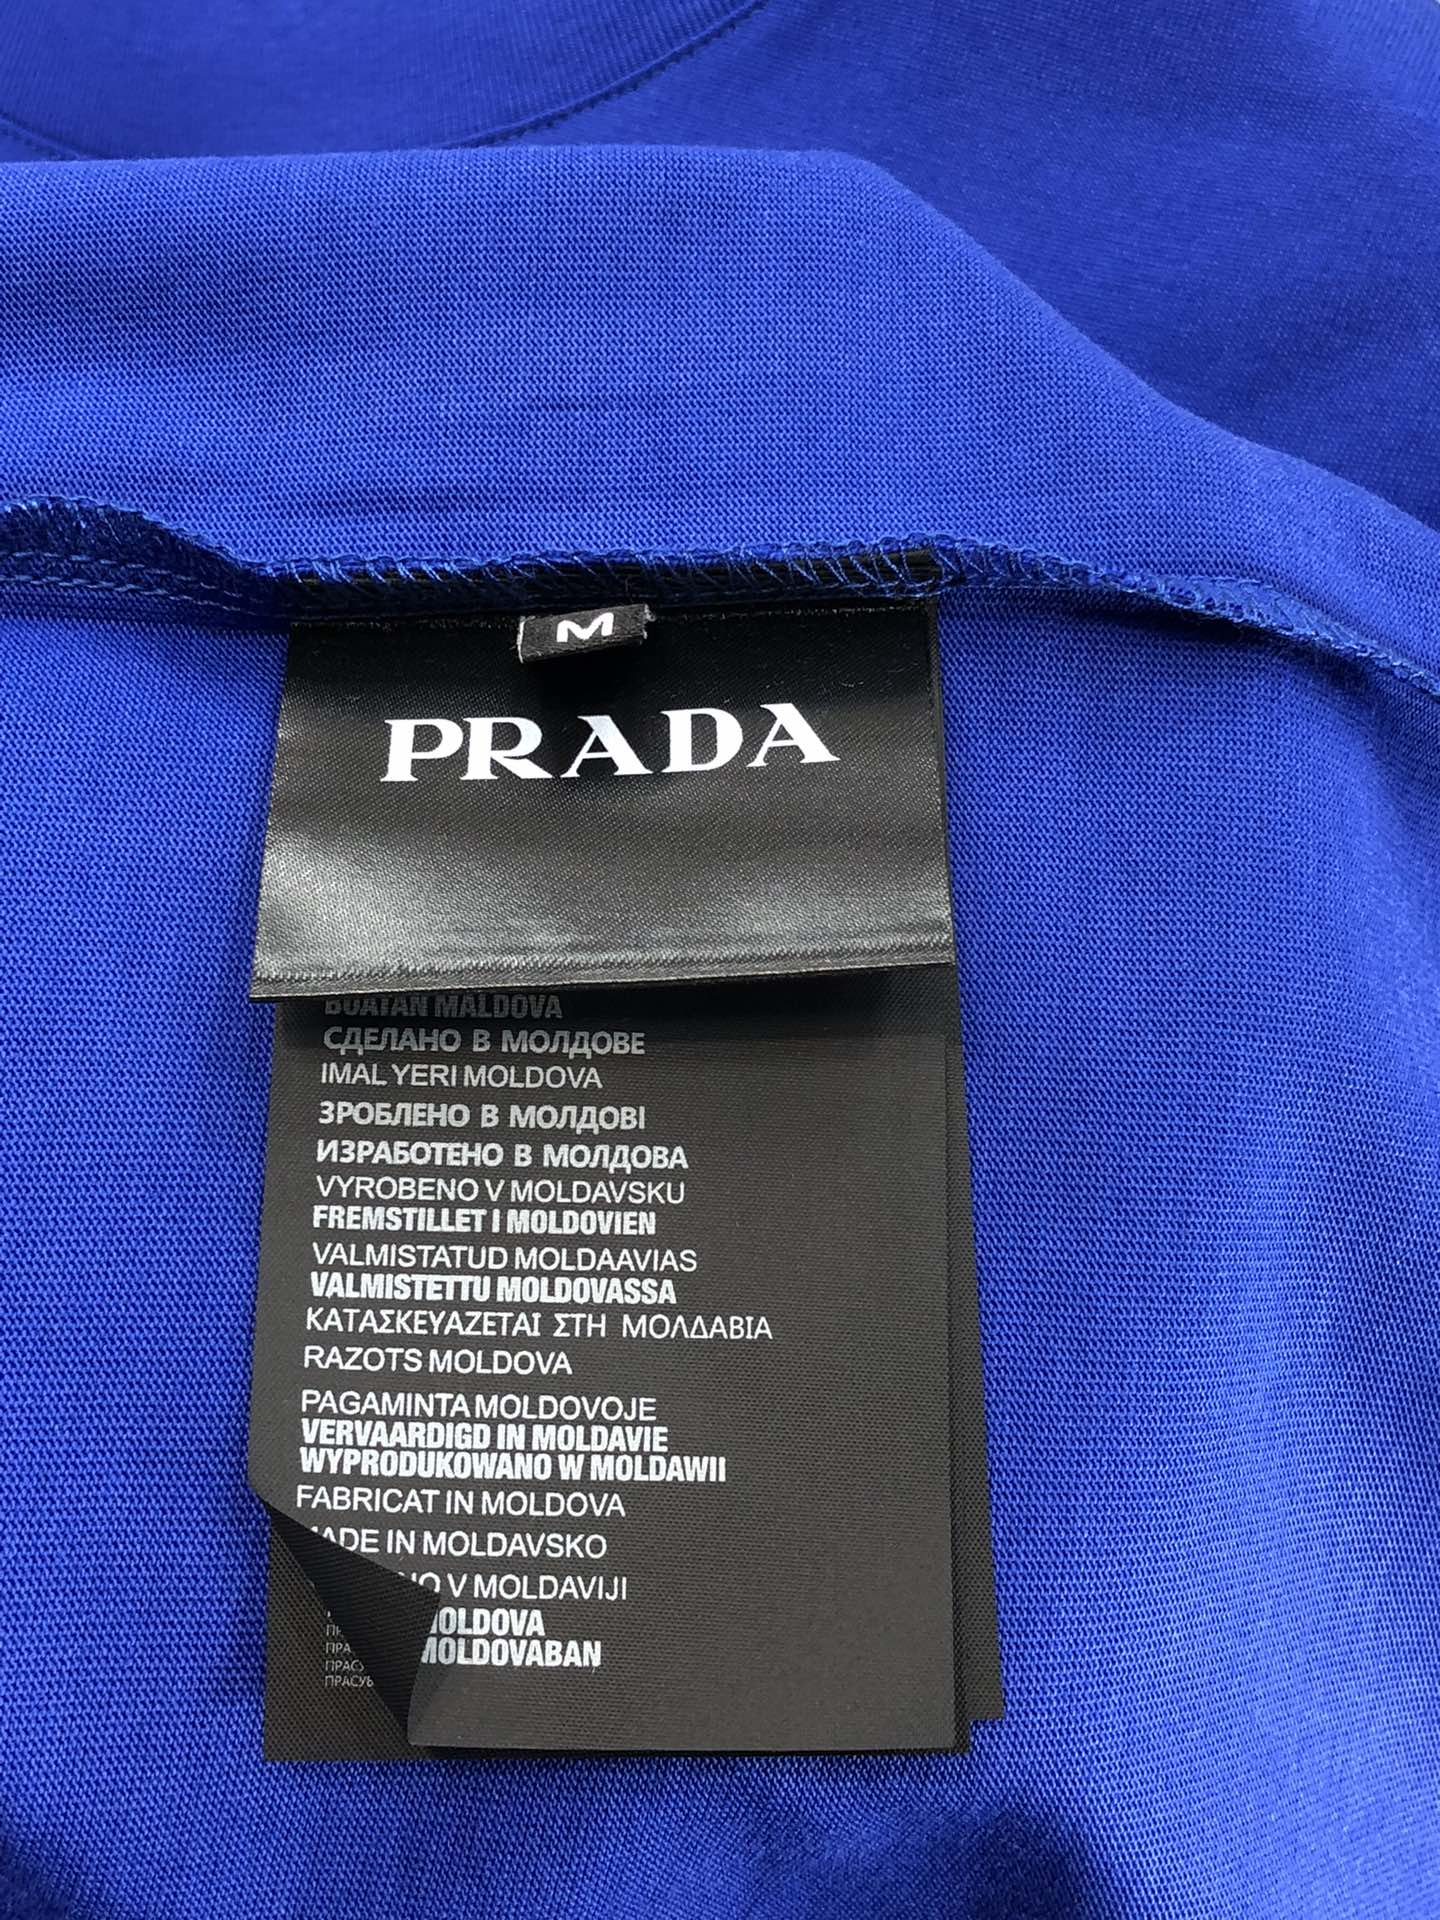 M
PRADA
BUATAN MALDOVA
СДЕЛАНО В МОЛДОВЕ
IMAL YERI MOLDOVA
ЗРОБЛЕНО В МОЛДОВІ
ИЗРАБОТЕНО В МОЛДОВА
VYROBENO V MOLDAVSKU
FREMSTILLET I MOLDOVIEN
VALMISTATUD MOLDAAVIAS
VALMISTETTU MOLDOVASSA
ΚΑΤΑΣΚΕΥΑΖΕΤΑΙ ΣΤΗ ΜΟΛΔΑΒΙΑ
RAZOTS MOLDOVA
PAGAMINTA MOLDOVOJE
VERVAARDIGD IN MOLDAVIE
WYPRODUKOWANO W MOLDAWII
FABRICAT IN MOLDOVA
MADE IN MOLDAVSKO
V MOLDAVIJI
MOLDOVA
MOLDOVABAN